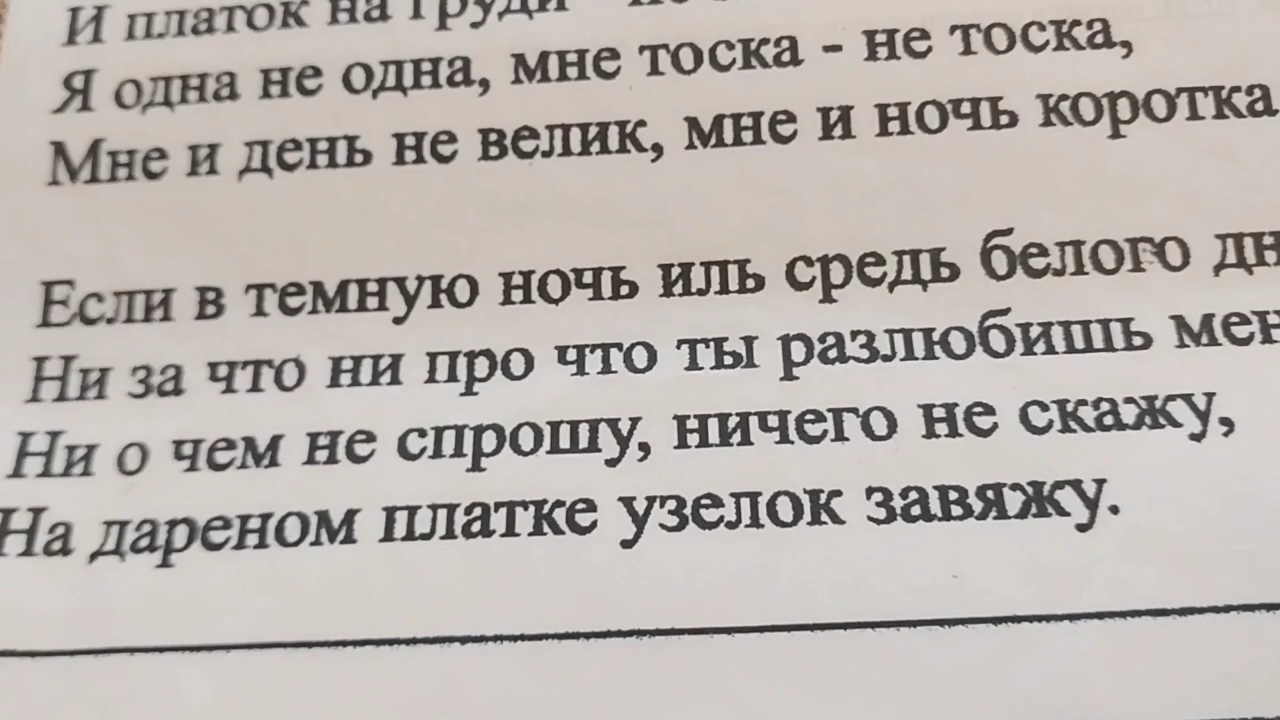 И платок на груди -
Я одна не одна, мне тоска - не тоска,
Мне и день не велик, мне и ночь коротка
Если в темную ночь иль средь белого дн
Ни за что ни про что ты разлюбишь мен
Ни о чем не спрошу, ничего не скажу,
На дареном платке узелок завяжу.